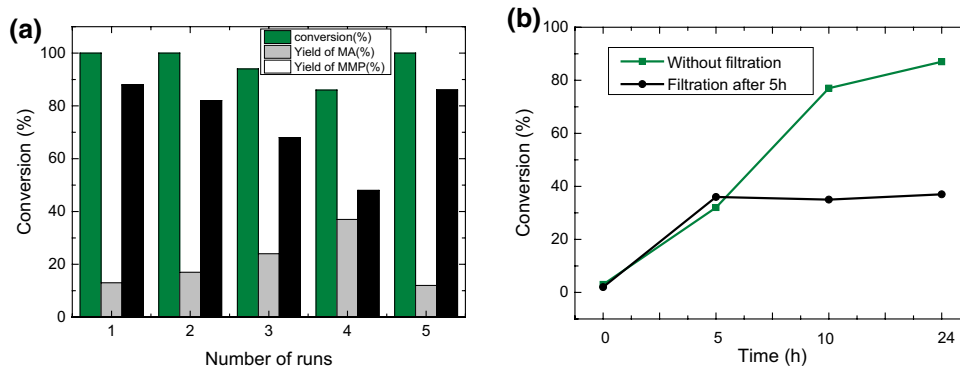 (a)
conversion(%)
Yield of MA(%)
Yield of MMP(%)
Conversion (%)
100
80
60
40
20
0
1 2 3 4 5
Number of runs
(b)
Without filtration
Filtration after 5h
Conversion (%)
100
80
60
40
20
0
0 5 10 24
Time (h)